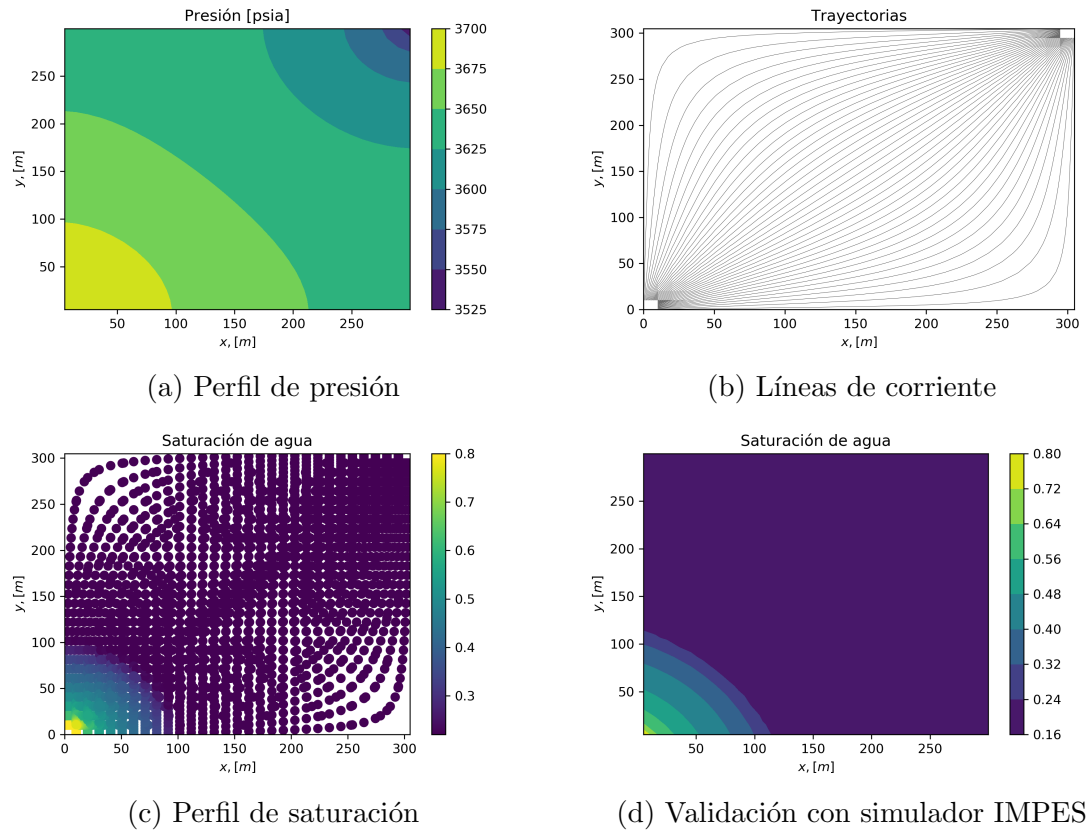 Presión [psia]
300
250
200
150
100
50
y, [m]
50 100 150 200 250
x, [m]
3700
3675
3650
3625
3600
3575
3550
3525
(a) Perfil de presión
Trayectorias
300
250
200
150
100
50
0
y, [m]
0 50 100 150 200 250 300
x, [m]
(b) Líneas de corriente
Saturación de agua
300
250
200
150
100
50
0
y, [m]
0 50 100 150 200 250 300
x, [m]
0.8
0.7
0.6
0.5
0.4
0.3
(c) Perfil de saturación
Saturación de agua
250
200
150
100
50
y, [m]
50 100 150 200 250
x, [m]
0.80
0.72
0.64
0.56
0.48
0.40
0.32
0.24
0.16
(d) Validación con simulador IMPES